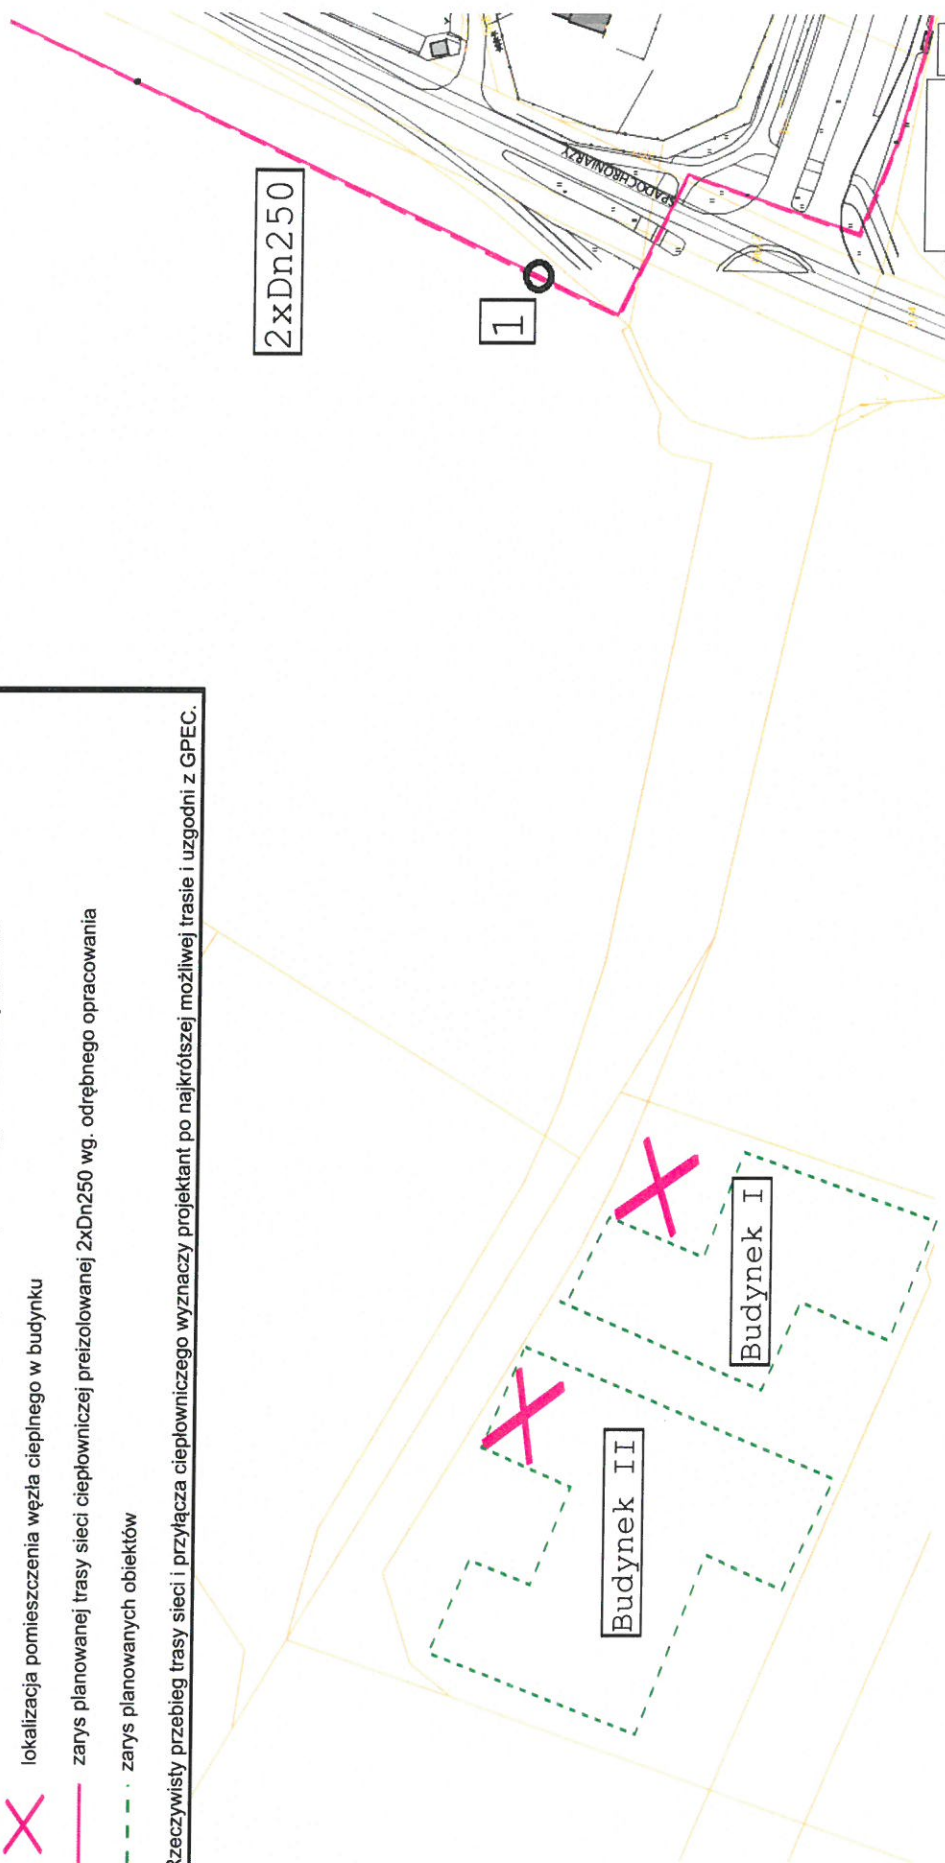 lokalizacja pomieszczenia węzła cieplnego w budynku
zarys planowanej trasy sieci ciepłowniczej preizolowanej 2xDn250 wg. odrębnego opracowania
zarys planowanych obiektów
Rzeczywisty przebieg trasy sieci i przyłącza ciepłowniczego wyznaczy projektant po najkrótszej możliwej trasie i uzgodni z GPEC.
2xDn250
1
SPADOCHRONIARZY
Budynek I
Budynek II